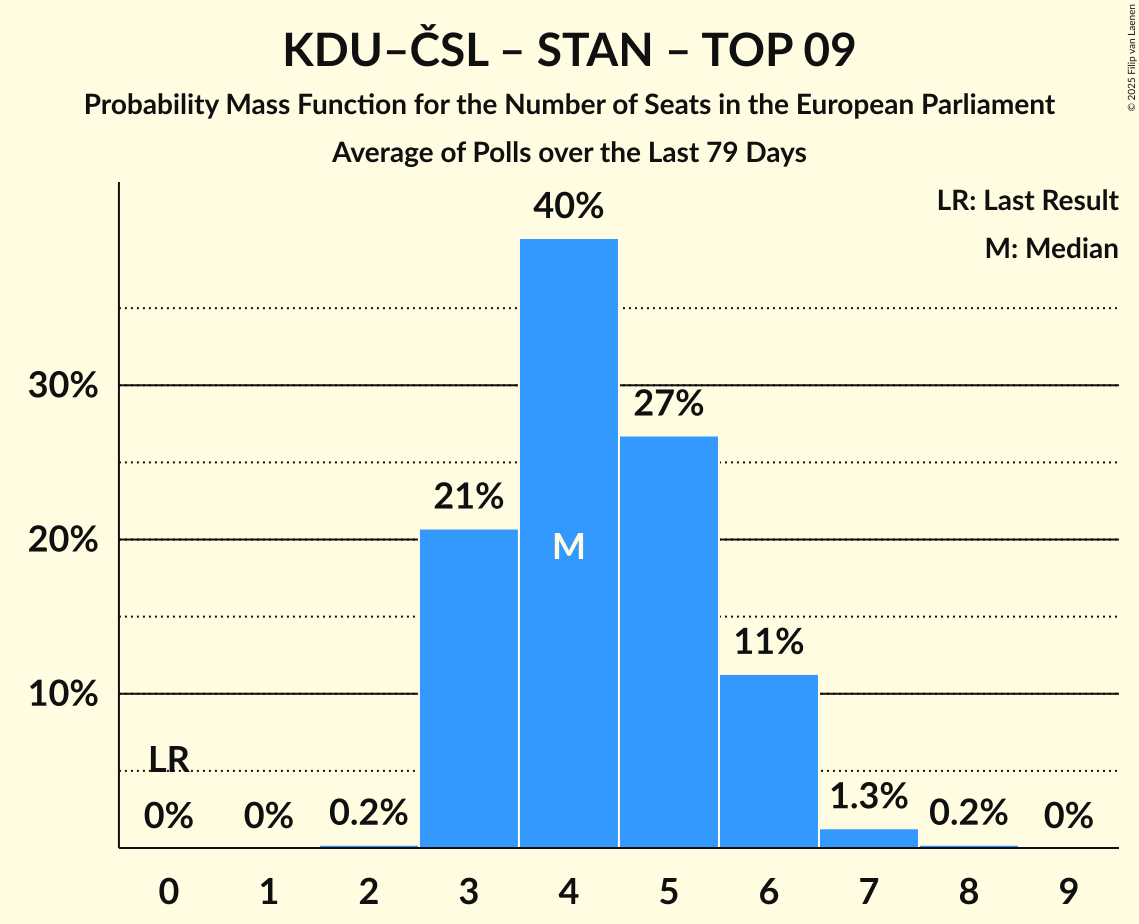 KDU–ČSL – STAN – TOP 09
Probability Mass Function for the Number of Seats in the European Parliament
Average of Polls over the Last 79 Days
© 2025 Filip van Laenen
LR: Last Result
M: Median
40%
30%
27%
21%
20%
M
11%
10%
LR
0%
0%
0.2%
1.3%
0.2%
0%
0 1 2 3 4 5 6 7 8 9